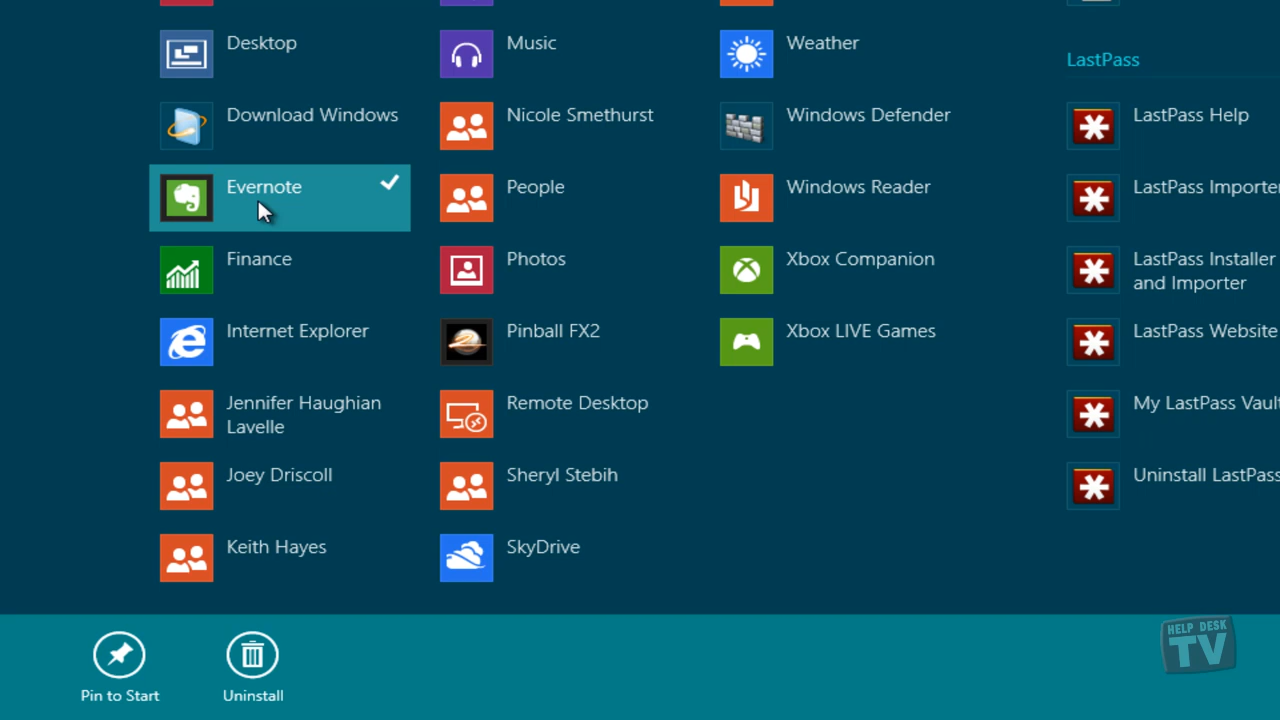 Desktop
Download Windows
Evernote
Finance
Internet Explorer
Jennifer Haughian
Lavelle
Joey Driscoll
Keith Hayes
Music
Nicole Smethurst
People
Photos
Pinball FX2
Remote Desktop
Sheryl Stebih
SkyDrive
Weather
Windows Defender
Windows Reader
Xbox Companion
Xbox LIVE Games
LastPass
LastPass Help
LastPass Importe
LastPass Installer
and Importer
LastPass Website
My LastPass Vaul
Uninstall LastPass
Pin to Start
Uninstall
HELP DESK
TV